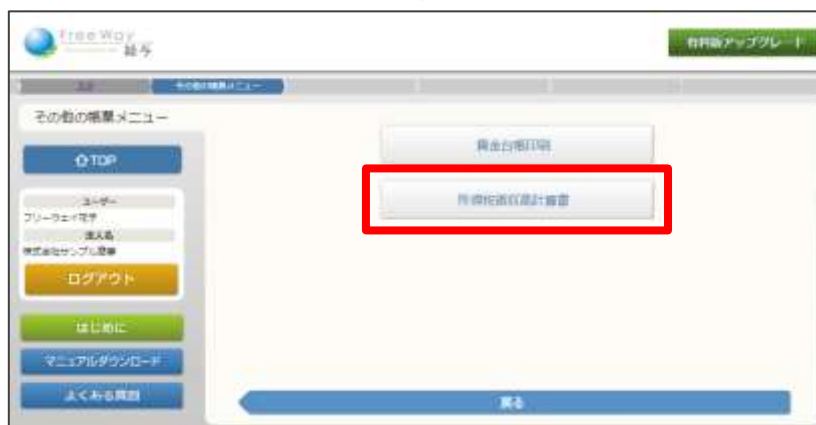 FreeWay
給与
有料版アップグレード
TOP
その他の帳票メニュー
その他の帳票メニュー
TOP
ユーザー
フリーウェイ花子
法人名
株式会社サンプル商事
ログアウト
はじめに
マニュアルダウンロード
よくある質問
賃金台帳印刷
所得税徴収高計算書
戻る